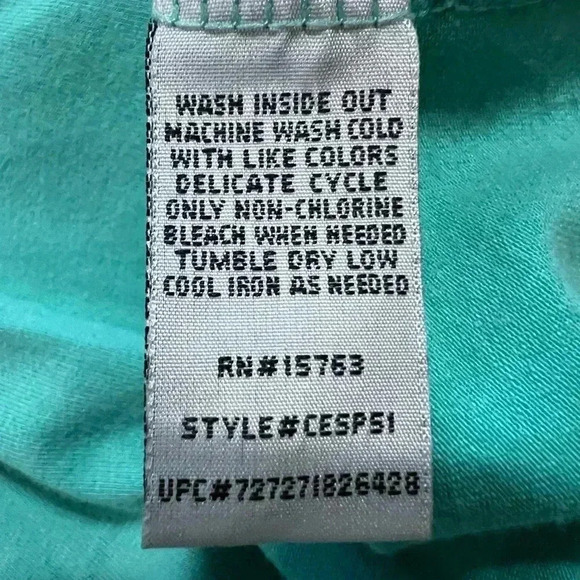 WASH INSIDE OUT
MACHINE WASH COLD
WITH LIKE COLORS
DELICATE CYCLE
ONLY NON-CHLORINE
BLEACH WHEN NEEDED
TUMBLE DRY LOW
COOL IRON AS NEEDED
RN#15763
STYLE#CESP51
UPC#727271826428